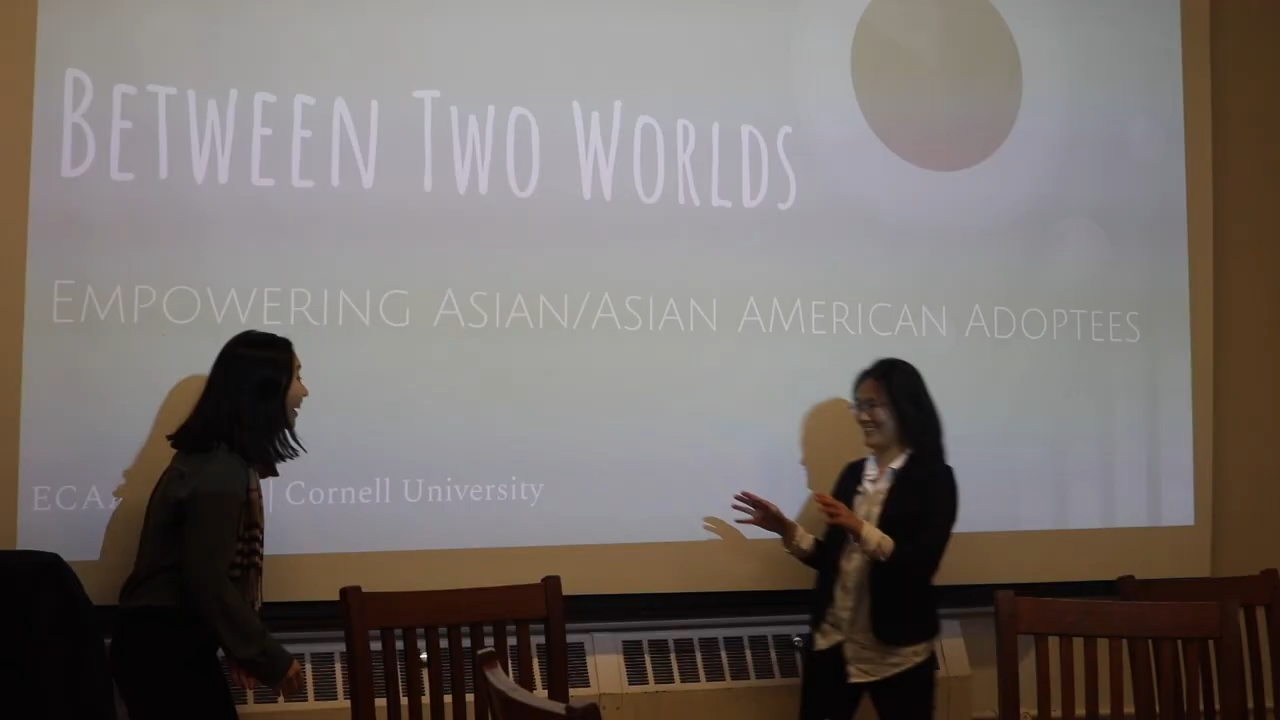 BETWEEN TWO WORLDS
EMPOWERING ASIAN/ASIAN AMERICAN ADOPTEES
| Cornell University